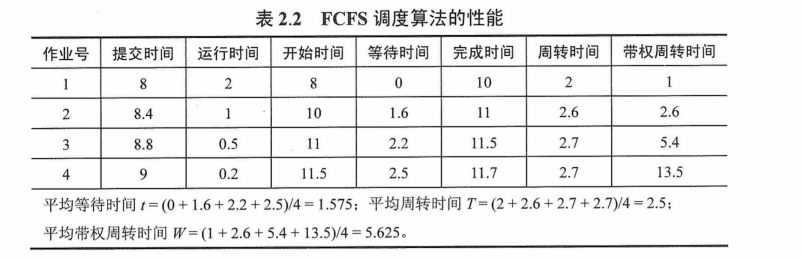 表 2.2 FCFS 调度算法的性能
作业号 提交时间 运行时间 开始时间 等待时间 完成时间 周转时间 带权周转时间
1 8 2 8 0 10 2 1
2 8.4 1 10 1.6 11 2.6 2.6
3 8.8 0.5 11 2.2 11.5 2.7 5.4
4 9 0.2 11.5 2.5 11.7 2.7 13.5
平均等待时间 t = (0 + 1.6 + 2.2 + 2.5)/4 = 1.575；平均周转时间 T = (2 + 2.6 + 2.7 + 2.7)/4 = 2.5；
平均带权周转时间 W = (1 + 2.6 + 5.4 + 13.5)/4 = 5.625。